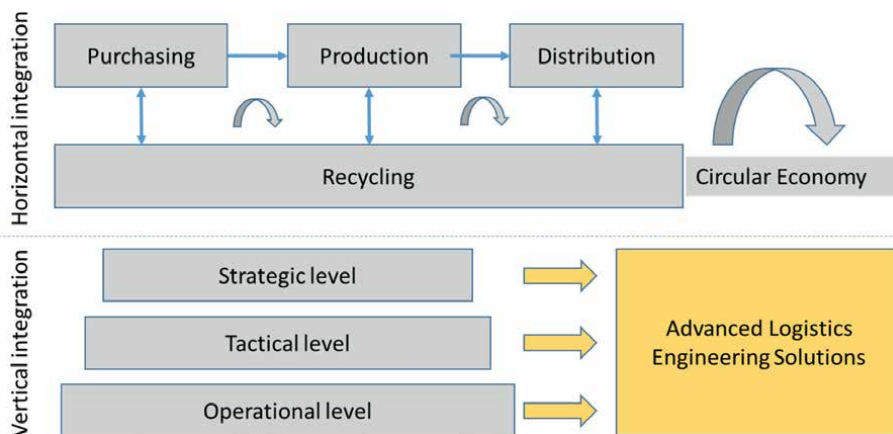 Horizontal integration
Purchasing
Production
Distribution
Recycling
Circular Economy
Vertical integration
Strategic level
Tactical level
Operational level
Advanced Logistics
Engineering Solutions